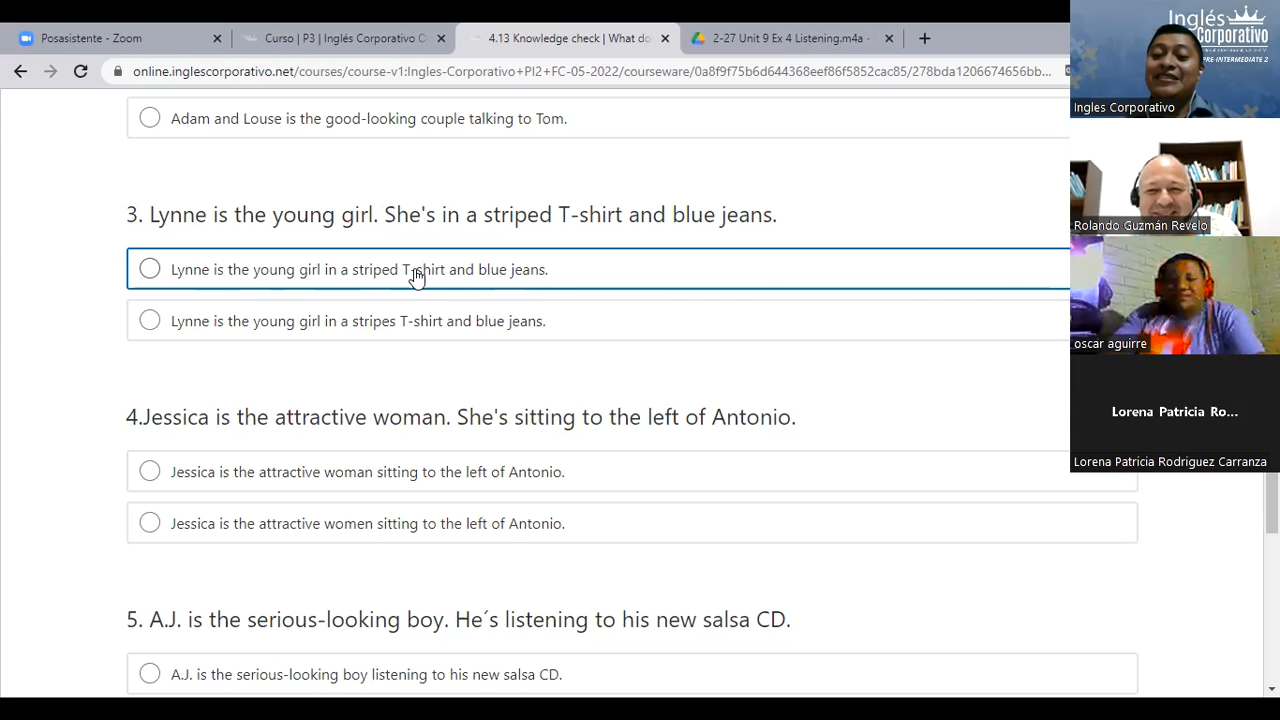 Posasistente - Zoom
Curso | P3 | Inglés Corporativo C
4.13 Knowledge check | What do
2-27 Unit 9 Ex 4 Listening.m4a -
online.inglescorporativo.net/courses/course-v1:Ingles-Corporativo+PI2+FC-05-2022/courseware/0a8f9f75b6d64436
Adam and Louse is the good-looking couple talking to Tom.
3. Lynne is the young girl. She's in a striped T-shirt and blue jeans.
Lynne is the young girl in a striped T-shirt and blue jeans.
Lynne is the young girl in a stripes T-shirt and blue jeans.
4.Jessica is the attractive woman. She's sitting to the left of Antonio.
Jessica is the attractive woman sitting to the left of Antonio.
Jessica is the attractive women sitting to the left of Antonio.
5. A.J. is the serious-looking boy. He´s listening to his new salsa CD.
A.J. is the serious-looking boy listening to his new salsa CD.
Inglés
Corporativo
PRE-INTERMEDIATE 2
Ingles Corporativo
Rolando Guzmán Revelo
oscar aguirre
Lorena Patricia Ro...
Lorena Patricia Rodriguez Carranza